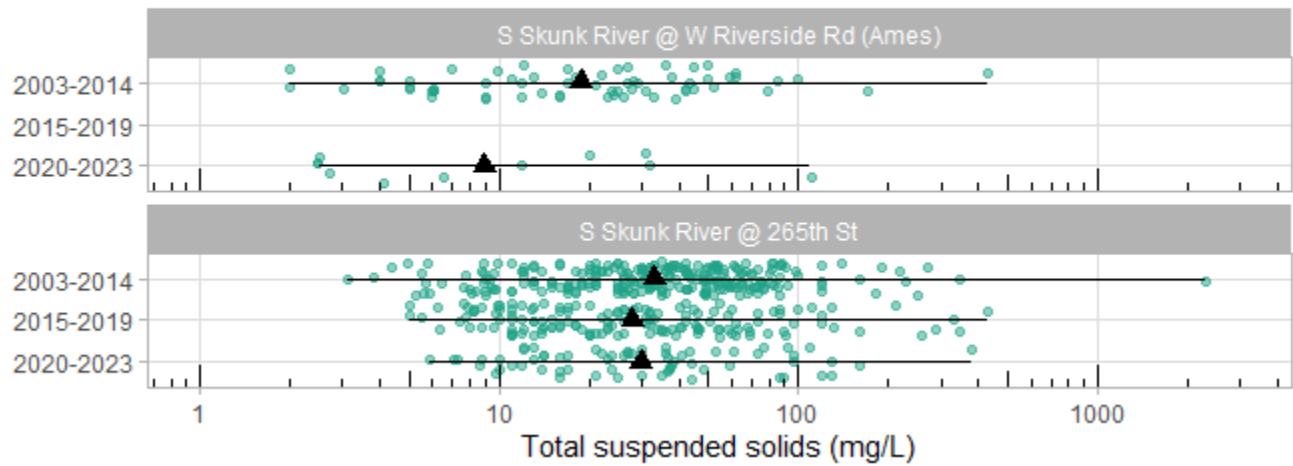 S Skunk River @ W Riverside Rd (Ames)
2003-2014
2015-2019
2020-2023
S Skunk River @ 265th St
2003-2014
2015-2019
2020-2023
1 10 100 1000
Total suspended solids (mg/L)